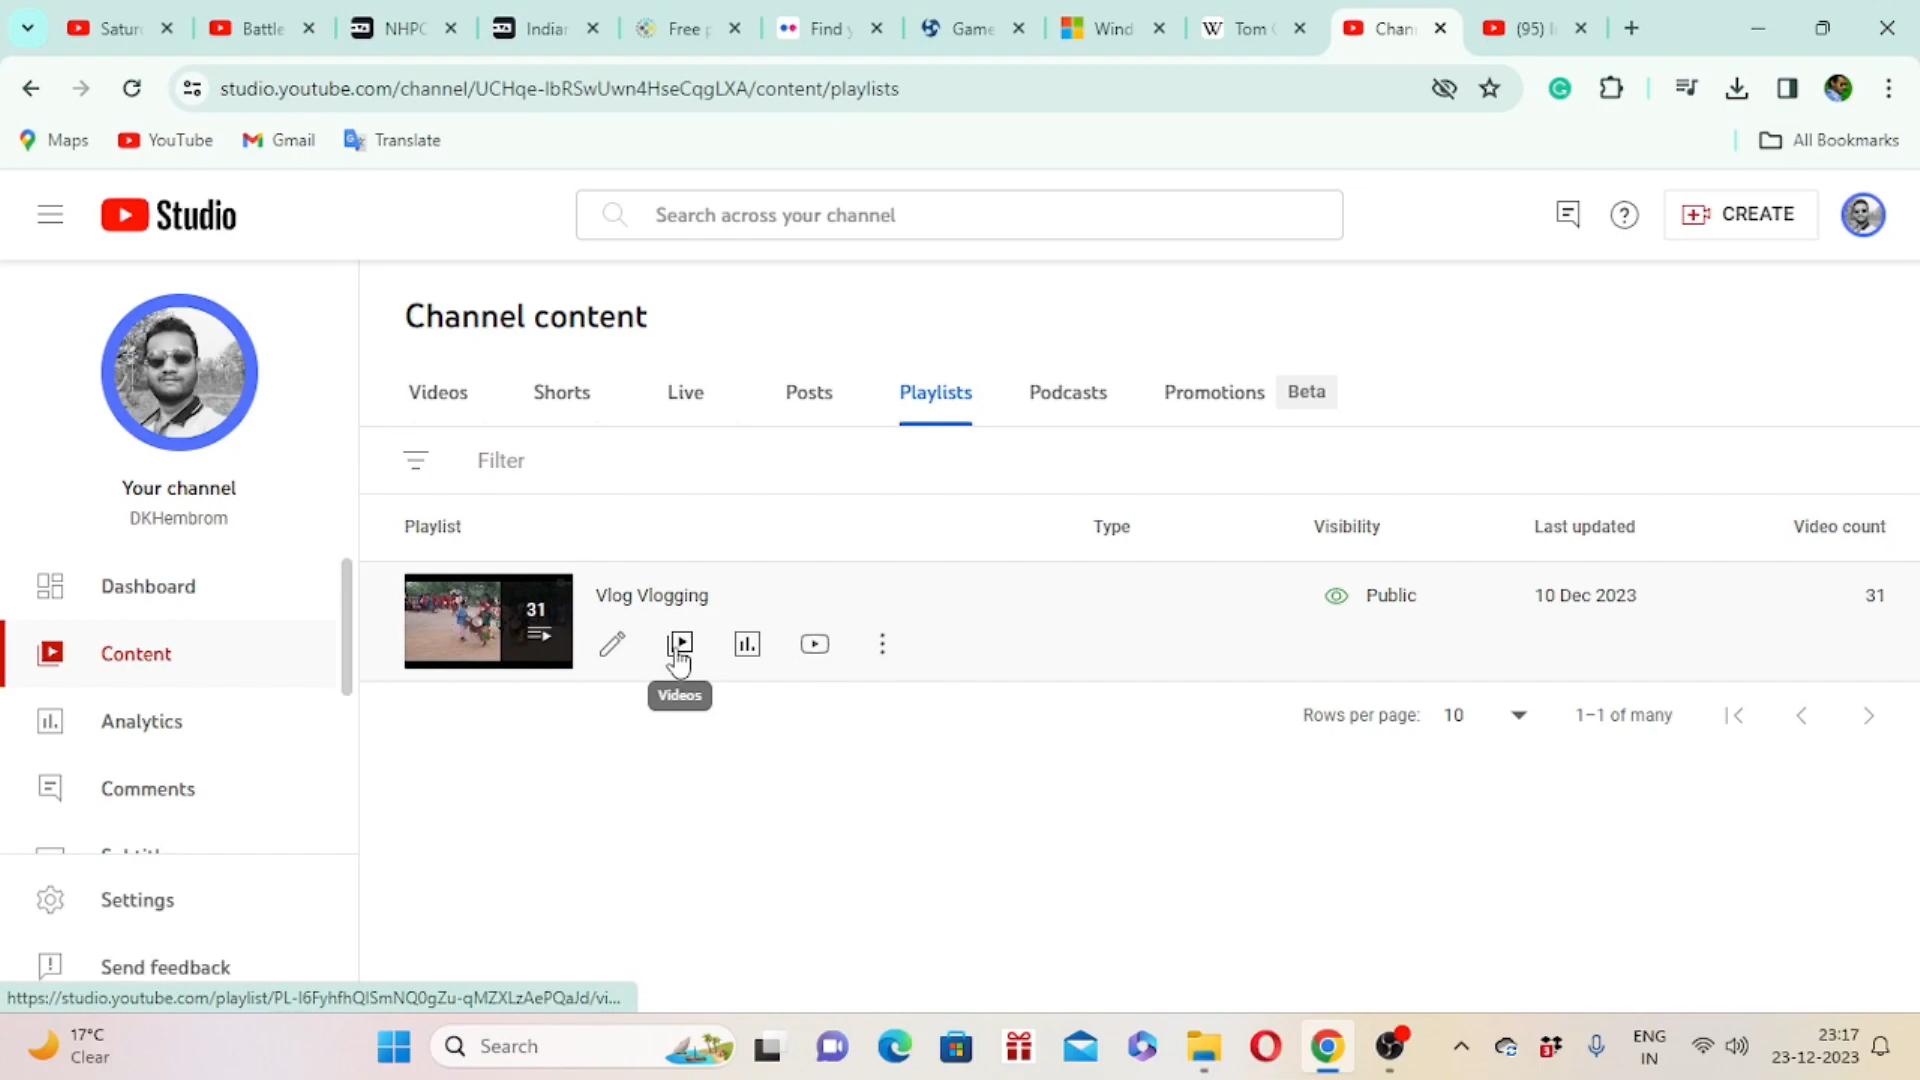 Satur
Battle
NHPC
Indiar
Free p
Find y
Game
Wind
Tom C
Chan
(95) I
studio.youtube.com/channel/UCHqe-IbRSwUwn4HseCqgLXA/content/playlists
Maps
YouTube
Gmail
Translate
All Bookmarks
Studio
Search across your channel
CREATE
Channel content
Videos
Shorts
Live
Posts
Playlists
Podcasts
Promotions
Beta
Your channel
DKHembrom
Filter
Playlist
Type
Visibility
Last updated
Video count
31
Vlog Vlogging
Public
10 Dec 2023
31
Videos
Rows per page: 10
1–1 of many
Dashboard
Content
Analytics
Comments
Settings
Send feedback
https://studio.youtube.com/playlist/PL-I6FyhfhQlSmNQ0gZu-qMZXLzAePQaJd/vi...
17°C
Clear
Search
ENG
IN
23:17
23-12-2023